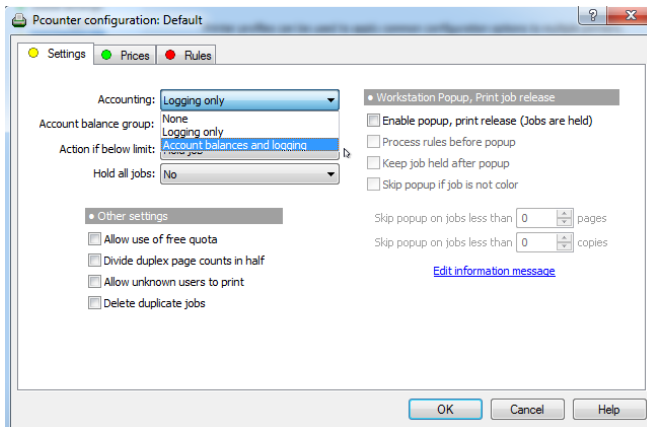 Pcounter configuration: Default
Settings
Prices
Rules
Accounting: Logging only
None
Logging only
Account balances and logging
Account balance group:
Action if below limit:
Hold all jobs: No
• Other settings
Allow use of free quota
Divide duplex page counts in half
Allow unknown users to print
Delete duplicate jobs
• Workstation Popup, Print job release
Enable popup, print release (Jobs are held)
Process rules before popup
Keep job held after popup
Skip popup if job is not color
Skip popup on jobs less than 0 pages
Skip popup on jobs less than 0 copies
Edit information message
OK
Cancel
Help